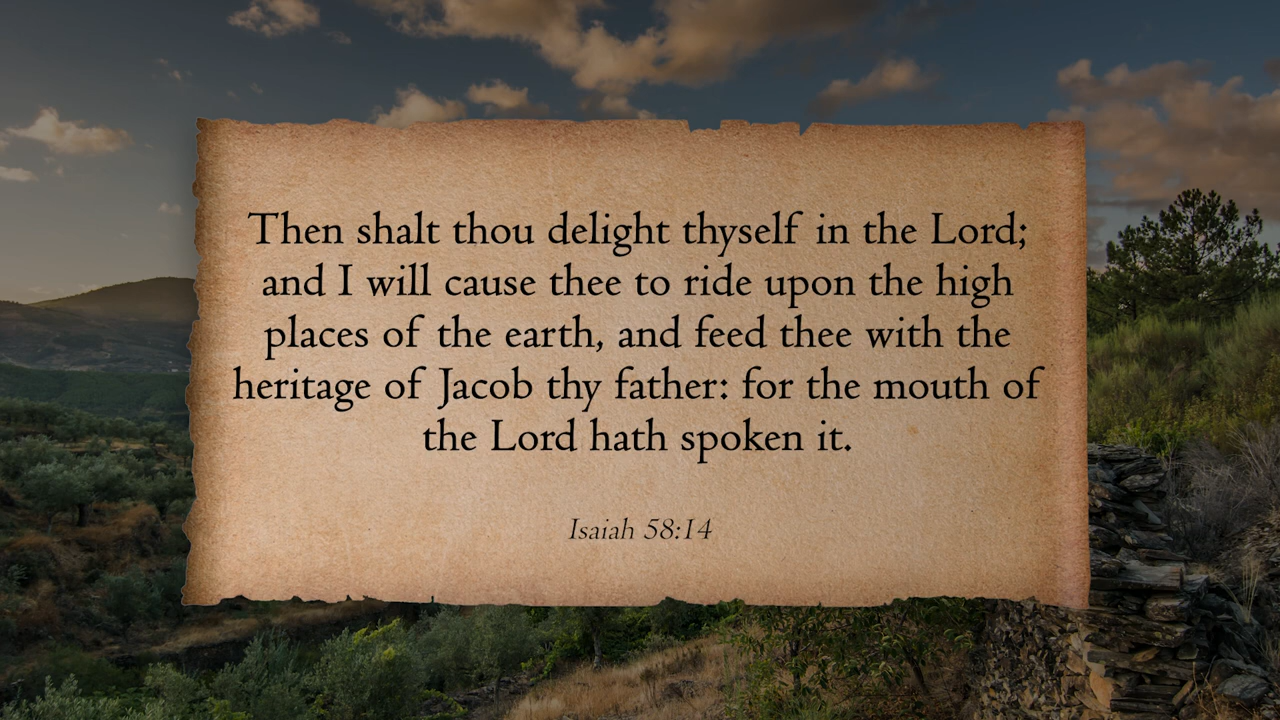 Then shalt thou delight thyself in the Lord;
and I will cause thee to ride upon the high
places of the earth, and feed thee with the
heritage of Jacob thy father: for the mouth of
the Lord hath spoken it.
Isaiah 58:14